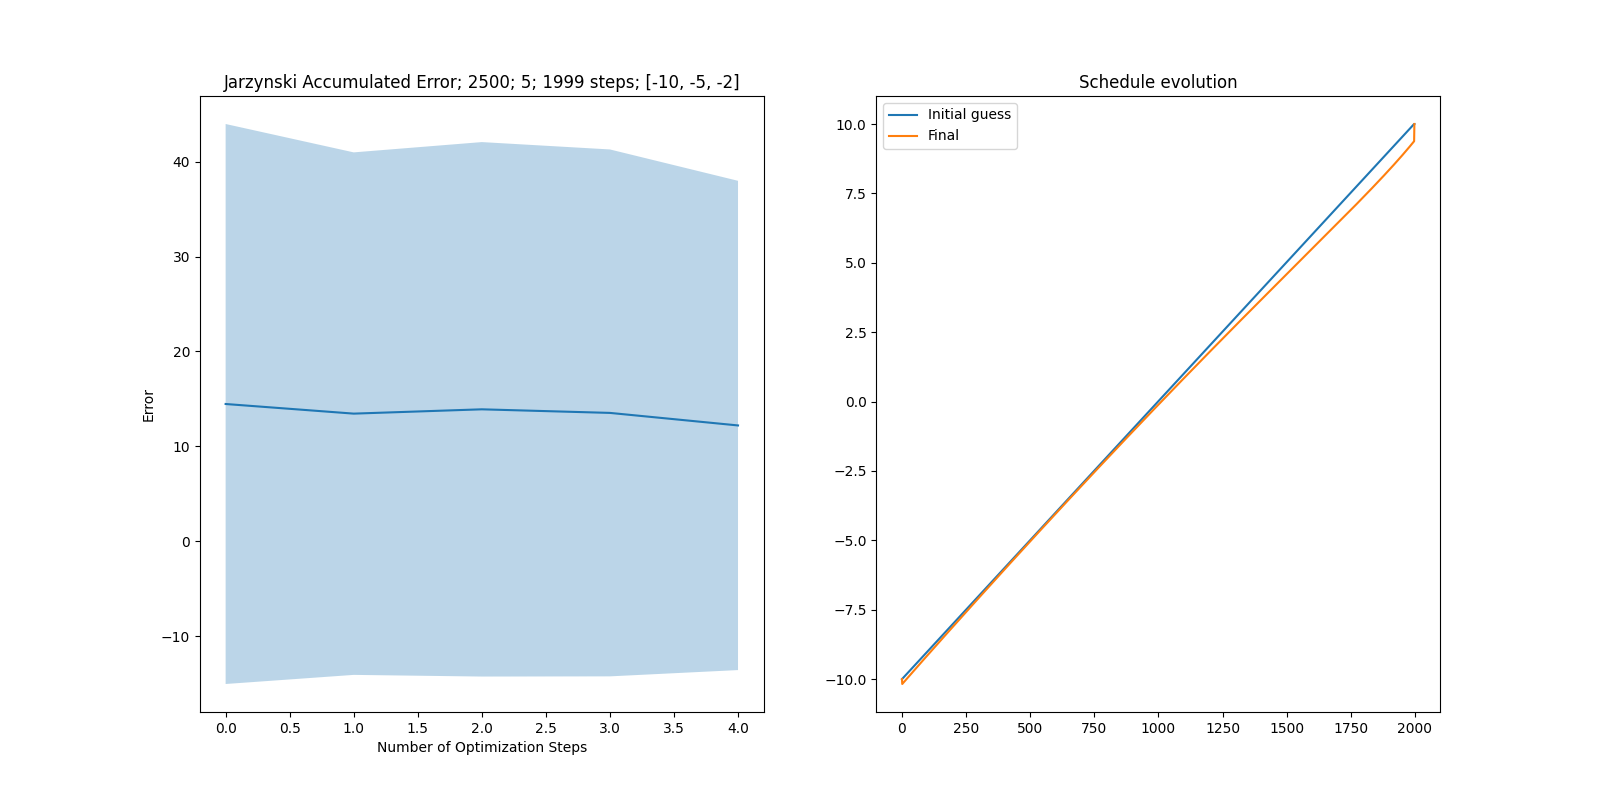 Jarzynski Accumulated Error; 2500; 5; 1999 steps; [-10, -5, -2]
40
30
20
10
0
−10
Error
0.0 0.5 1.0 1.5 2.0 2.5 3.0 3.5 4.0
Number of Optimization Steps
Schedule evolution
Initial guess
Final
10.0
7.5
5.0
2.5
0.0
−2.5
−5.0
−7.5
−10.0
0 250 500 750 1000 1250 1500 1750 2000